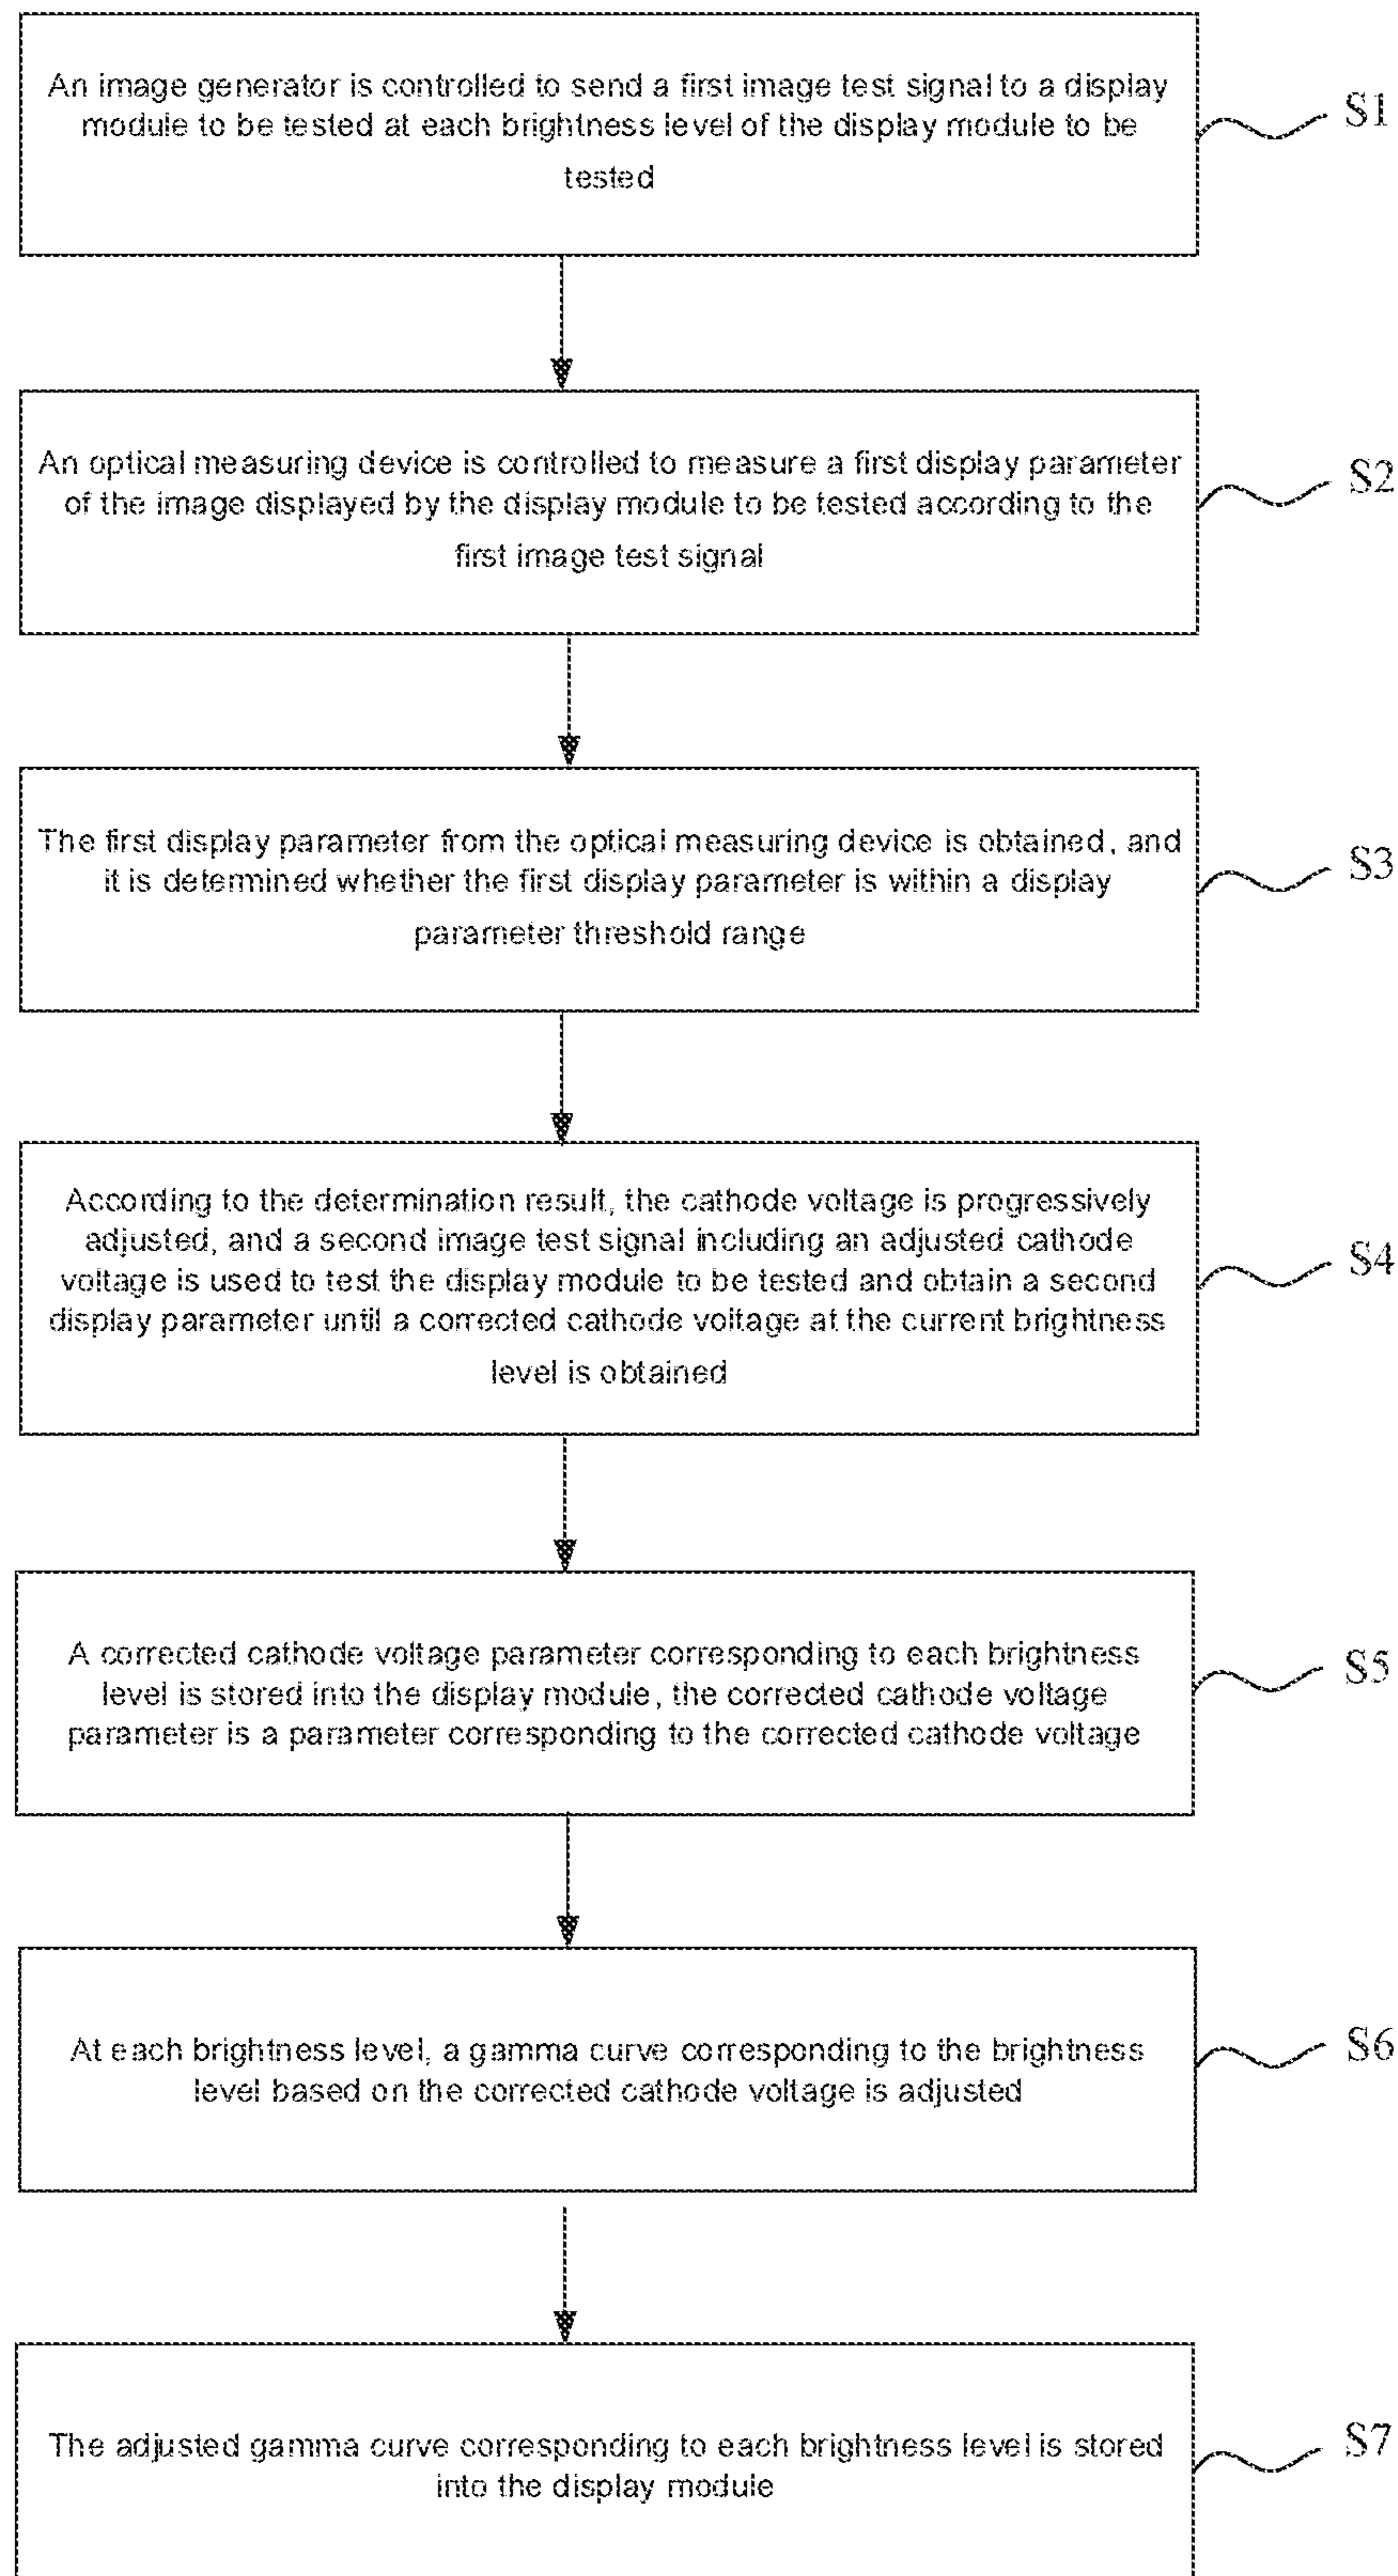 An image generator is controlled to send a first image test signal to a display
module to be tested at each brightness level of the display module to be
tested
S1
An optical measuring device is controlled to measure a first display parameter
of the image displayed by the display module to be tested according to the
first image test signal
S2
The first display parameter from the optical measuring device is obtained, and
it is determined whether the first display parameter is within a display
parameter threshold range
S3
According to the determination result, the cathode voltage is progressively
adjusted, and a second image test signal including an adjusted cathode
voltage is used to test the display module to be tested and obtain a second
display parameter until a corrected cathode voltage at the current brightness
level is obtained
S4
A corrected cathode voltage parameter corresponding to each brightness
level is stored into the display module, the corrected cathode voltage
parameter is a parameter corresponding to the corrected cathode voltage
S5
At each brightness level, a gamma curve corresponding to the brightness
level based on the corrected cathode voltage is adjusted
S6
The adjusted gamma curve corresponding to each brightness level is stored
into the display module
S7